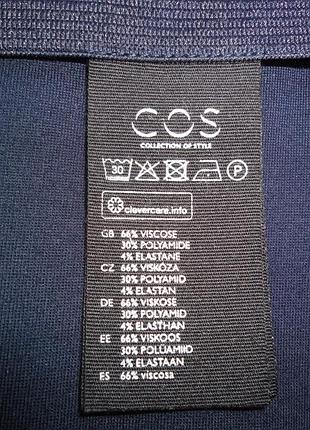 COS
COLLECTION OF STYLE
30 P
clevercare.info
GB 66% VISCOSE
30% POLYAMIDE
4% ELASTANE
CZ 66% VISKÓZA
30% POLYAMID
4% ELASTAN
DE 66% VISKOSE
30% POLYAMID
4% ELASTHAN
EE 66% VISKOOS
30% POLÜAMIID
4% ELASTAAN
ES 66% viscosa